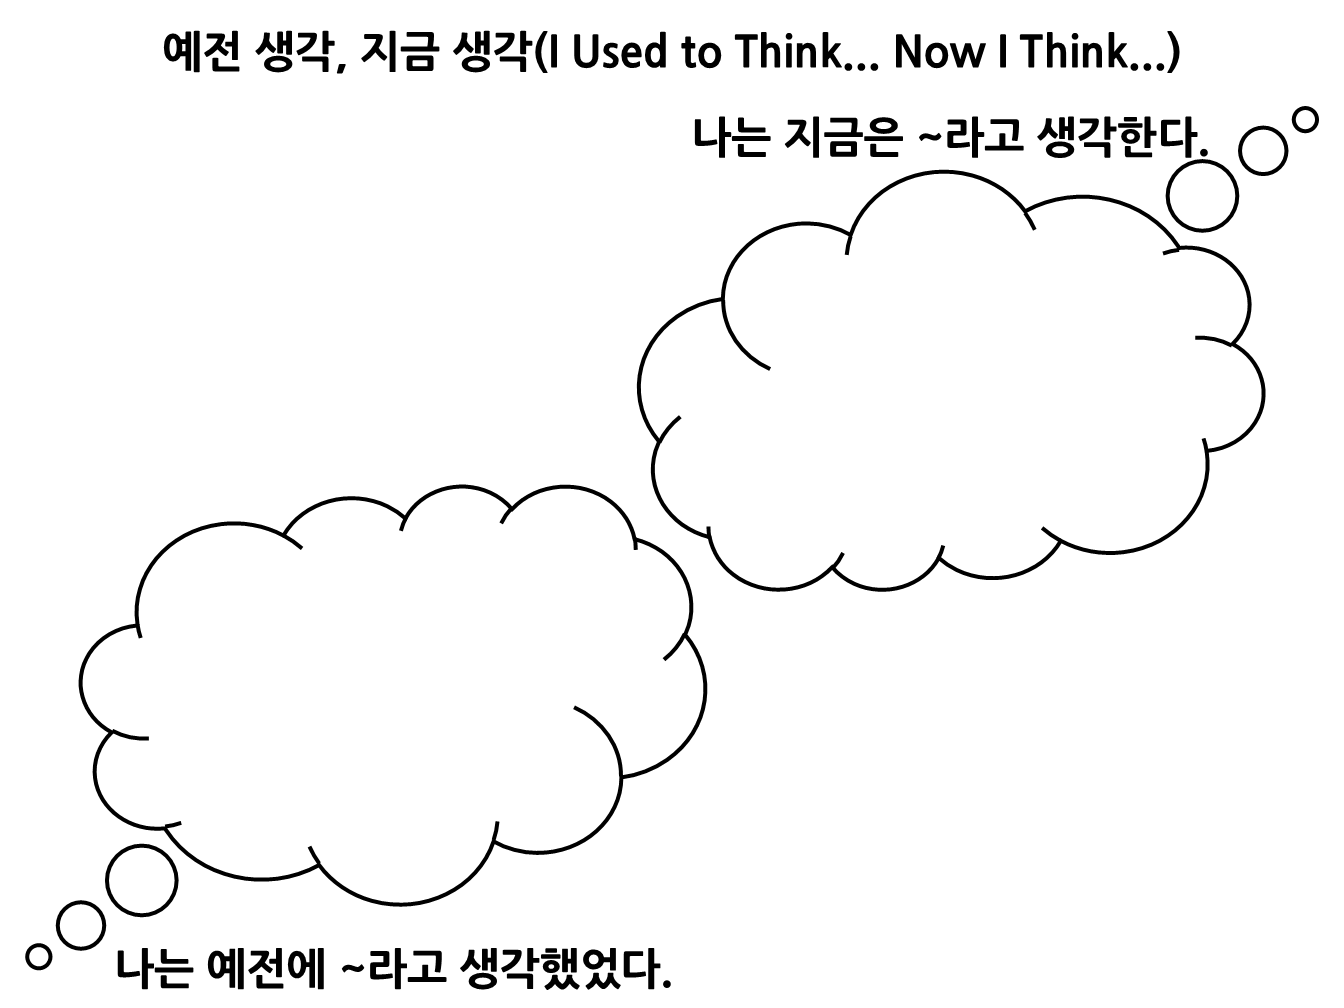 예전 생각, 지금 생각(I Used to Think... Now I Think...)
나는 지금은 ~라고 생각한다.
나는 예전에 ~라고 생각했었다.